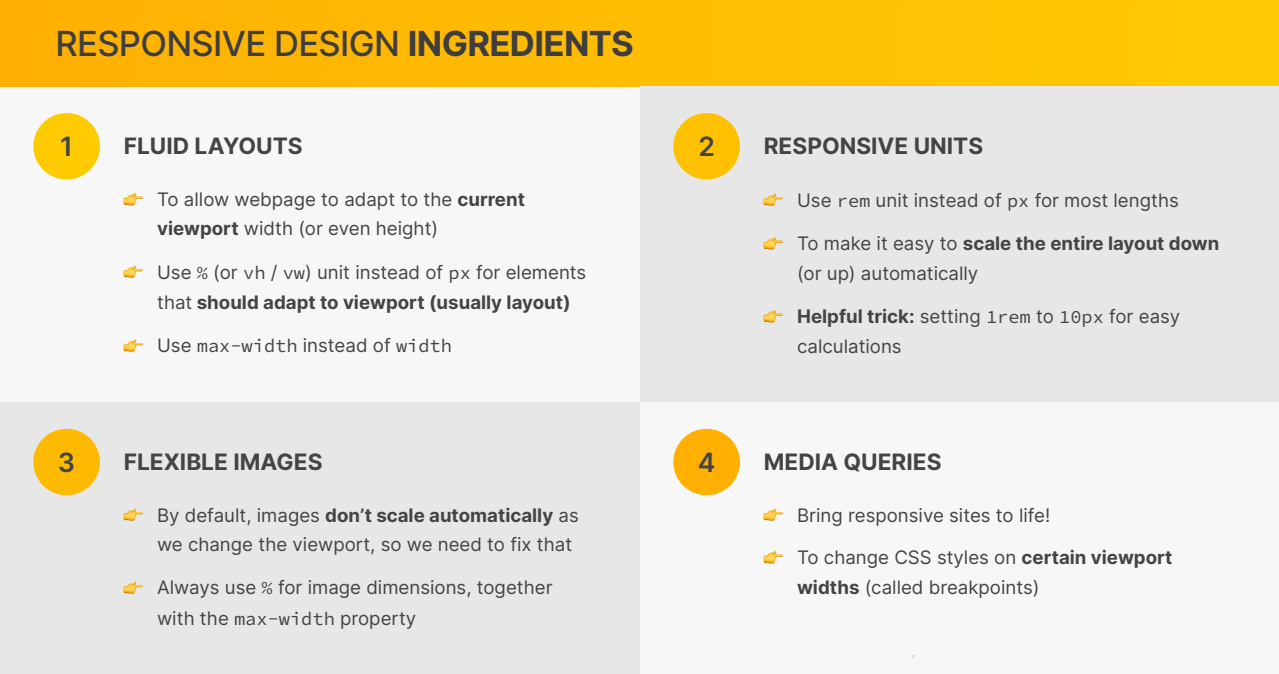 RESPONSIVE DESIGN INGREDIENTS
1
FLUID LAYOUTS
To allow webpage to adapt to the current
viewport width (or even height)
Use % (or vh / vw) unit instead of px for elements
that should adapt to viewport (usually layout)
Use max-width instead of width
2
RESPONSIVE UNITS
Use rem unit instead of px for most lengths
To make it easy to scale the entire layout down
(or up) automatically
Helpful trick: setting 1rem to 10px for easy
calculations
3
FLEXIBLE IMAGES
By default, images don’t scale automatically as
we change the viewport, so we need to fix that
Always use % for image dimensions, together
with the max-width property
4
MEDIA QUERIES
Bring responsive sites to life!
To change CSS styles on certain viewport
widths (called breakpoints)